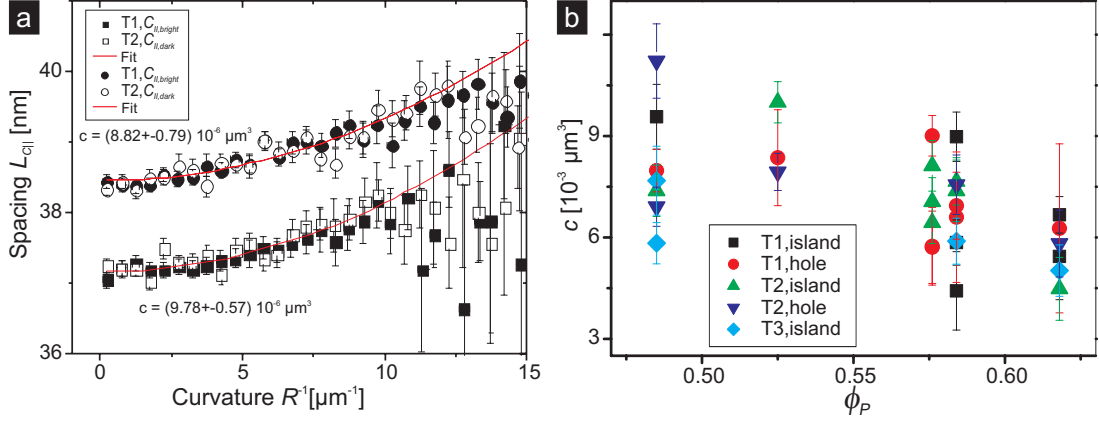 a
T1,C_II,bright
T2,C_II,dark
Fit
T1,C_II,bright
T2,C_II,dark
Fit
c = (8.82+-0.79) 10⁻⁶ µm³
c = (9.78+-0.57) 10⁻⁶ µm³
40
38
36
Spacing L_c|| [nm]
0
5
10
15
Curvature R⁻¹[µm⁻¹]
b
9
6
3
c [10⁻³ µm³]
T1,island
T1,hole
T2,island
T2,hole
T3,island
0.50
0.55
0.60
ϕ_P